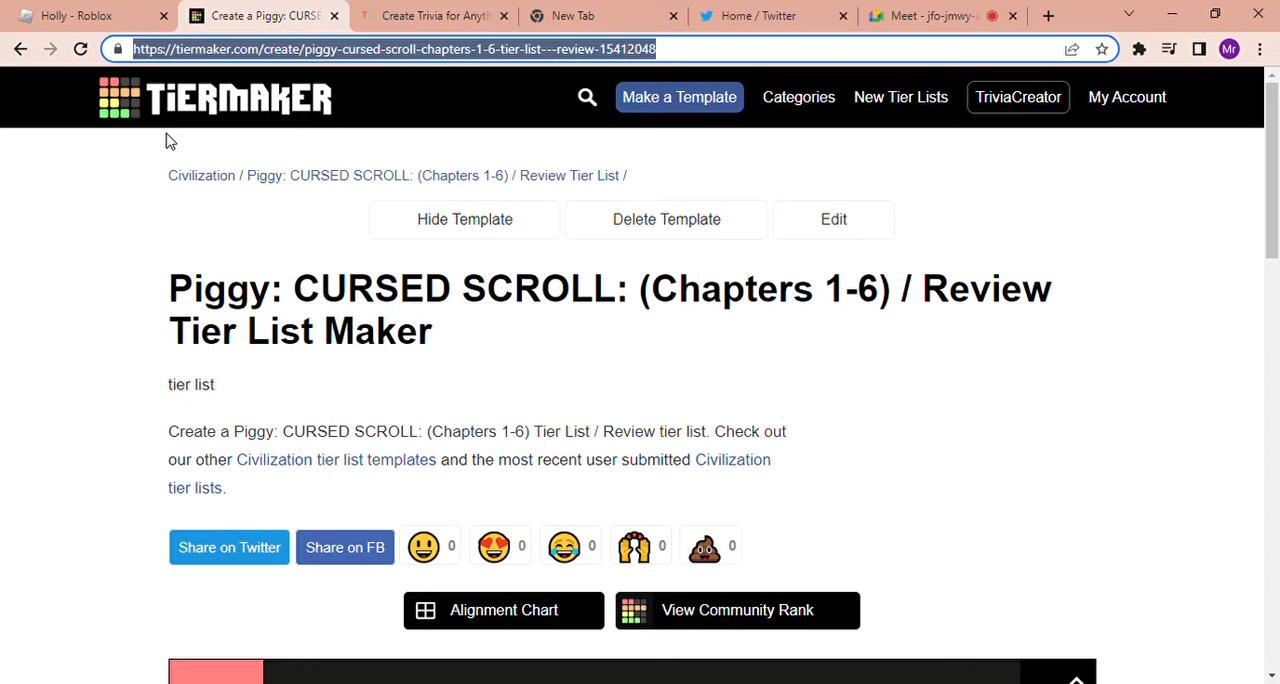 Holly - Roblox
Create a Piggy: CURSE
Create Trivia for Anyth
New Tab
Home / Twitter
Meet - jfo-jmwy-
https://tiermaker.com/create/piggy-cursed-scroll-chapters-1-6-tier-list---review-15412048
Mr
TiERMAKER
Make a Template
Categories
New Tier Lists
TriviaCreator
My Account
Civilization / Piggy: CURSED SCROLL: (Chapters 1-6) / Review Tier List /
Hide Template
Delete Template
Edit
Piggy: CURSED SCROLL: (Chapters 1-6) / Review
Tier List Maker
tier list
Create a Piggy: CURSED SCROLL: (Chapters 1-6) Tier List / Review tier list. Check out
our other Civilization tier list templates and the most recent user submitted Civilization
tier lists.
Share on Twitter
Share on FB
0
0
0
0
0
Alignment Chart
View Community Rank